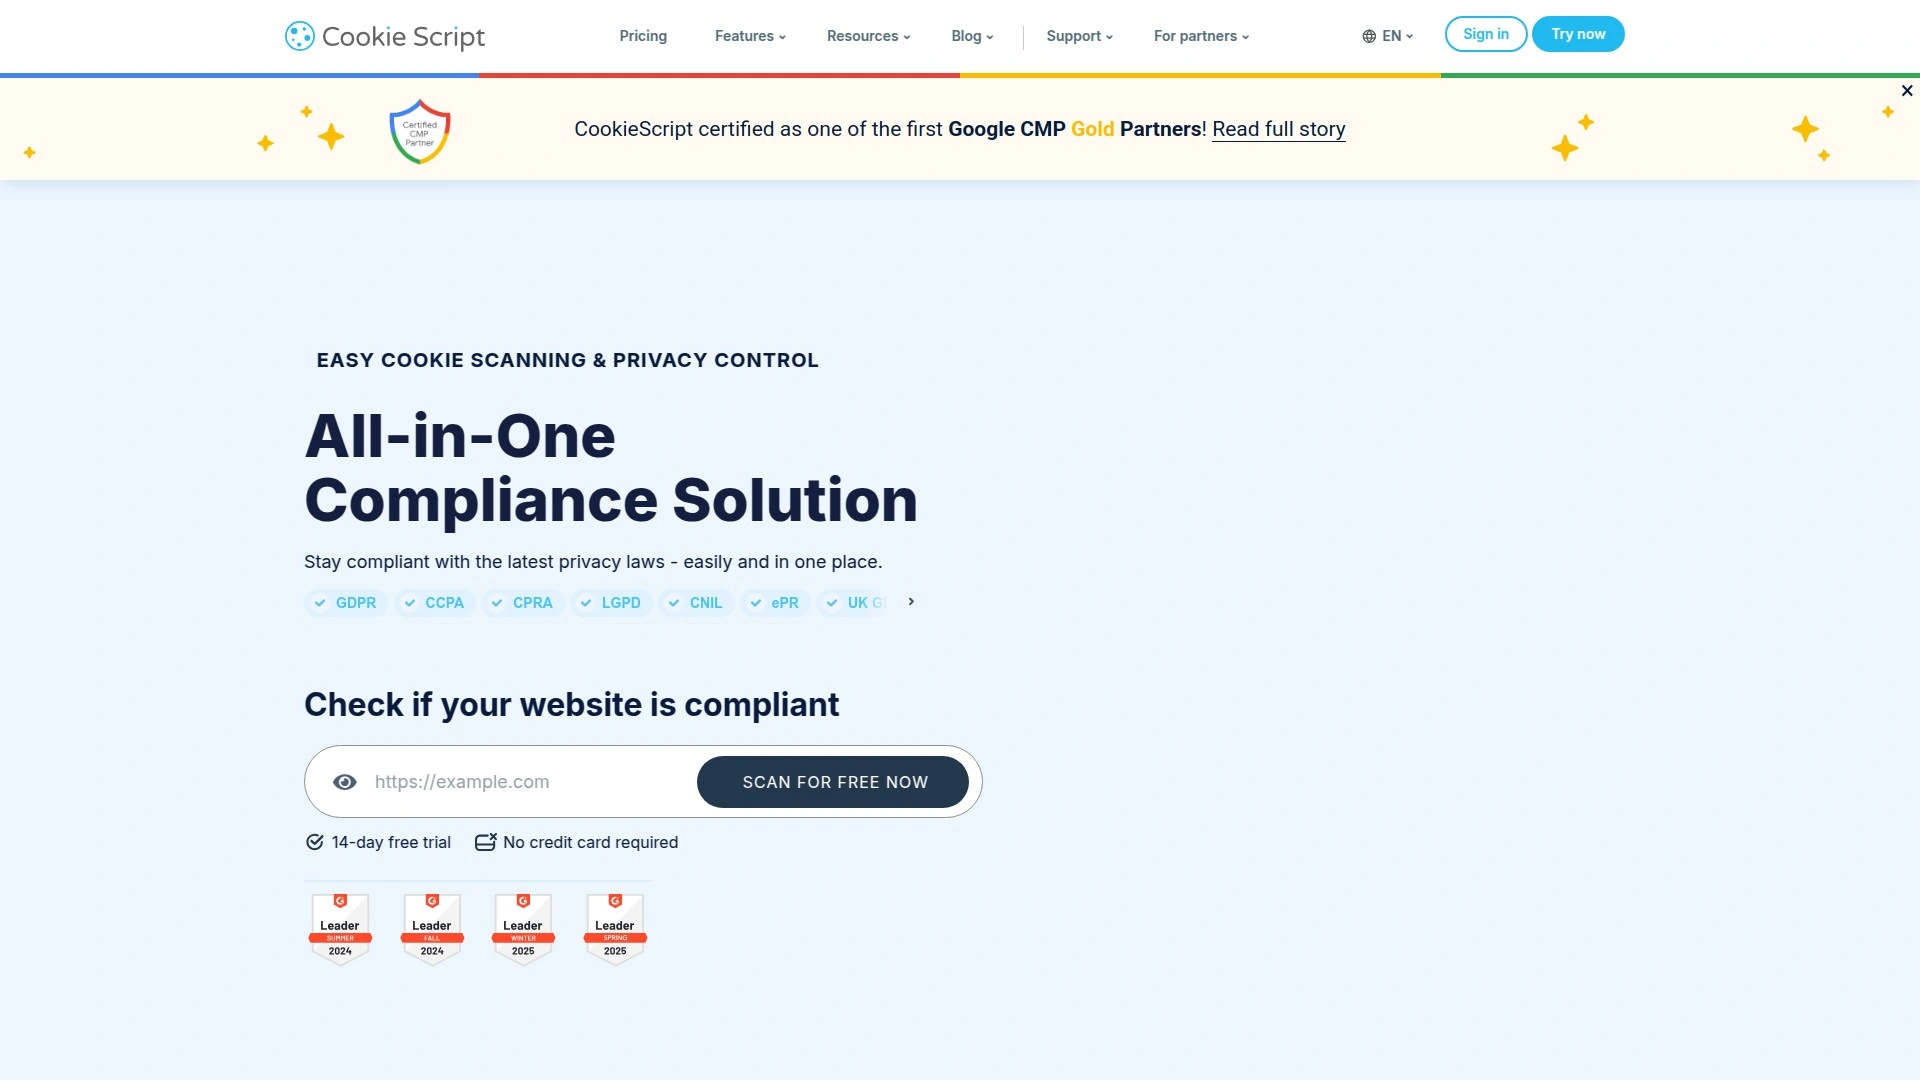 Cookie Script
Pricing
Features
Resources
Blog
Support
For partners
EN
Sign in
Try now
Certified
CMP
Partner
CookieScript certified as one of the first Google CMP Gold Partners! Read full story
EASY COOKIE SCANNING & PRIVACY CONTROL
All-in-One
Compliance Solution
Stay compliant with the latest privacy laws - easily and in one place.
GDPR
CCPA
CPRA
LGPD
CNIL
ePR
UK
Check if your website is compliant
https://example.com
SCAN FOR FREE NOW
14-day free trial
No credit card required
Leader
SUMMER
2024
Leader
FALL
2024
Leader
WINTER
2025
Leader
SPRING
2025